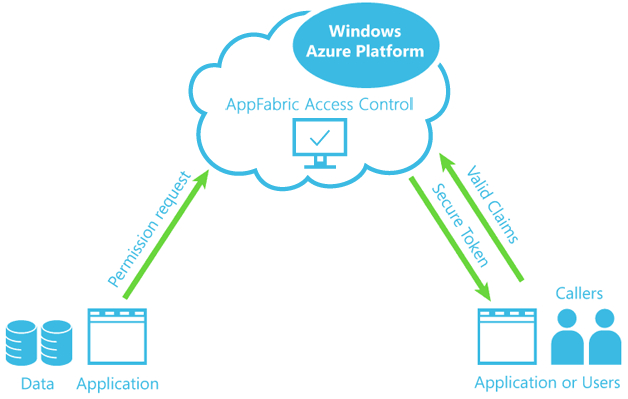 Windows
Azure Platform
AppFabric Access Control
Permission request
Valid Claims
Secure Token
Callers
Data
Application
Application or Users